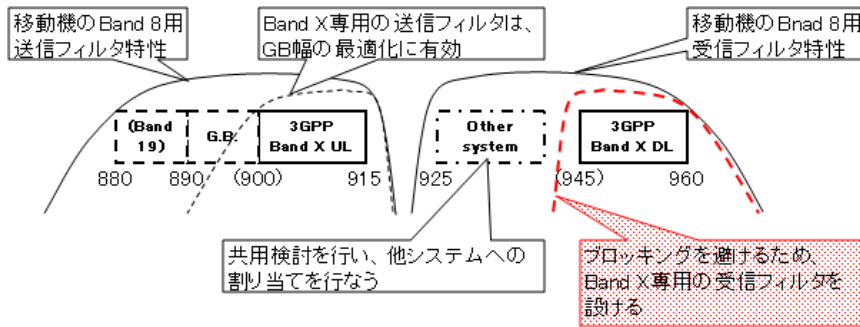 移動機のBand 8用
送信フィルタ特性
Band X専用の送信フィルタは、
GB幅の最適化に有効
移動機のBnad 8用
受信フィルタ特性
(Band
19)
G.B.
3GPP
Band X UL
Other
system
3GPP
Band X DL
880
890
(900)
915
925
(945)
960
共用検討を行い、他システムへの
割り当てを行なう
ブロッキングを避けるため、
Band X専用の受信フィルタを
設ける